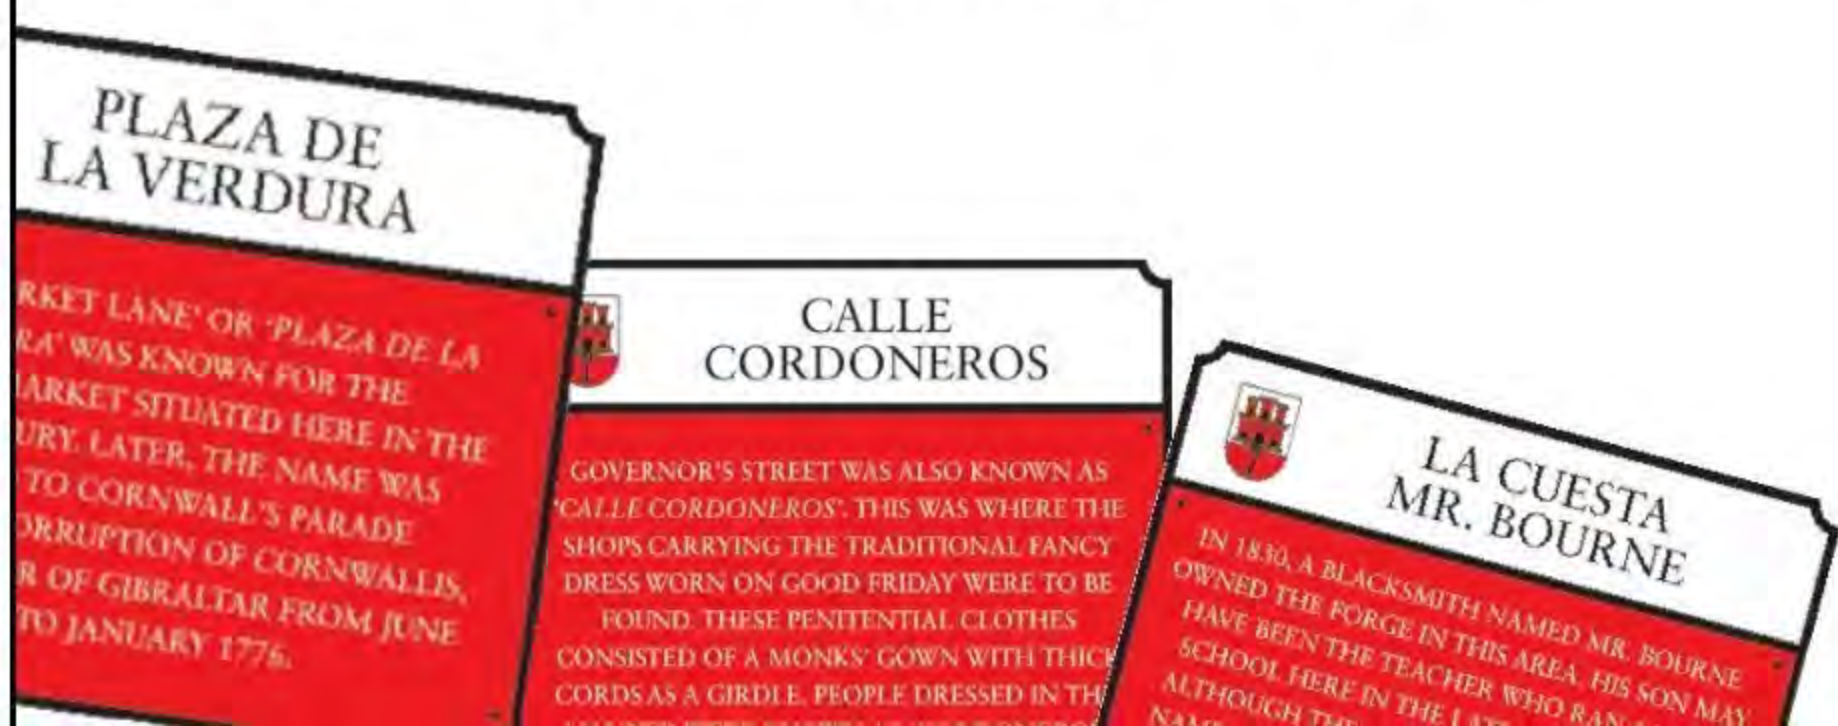 PLAZA DE
LA VERDURA
RKET LANE' OR 'PLAZA DE LA
RA' WAS KNOWN FOR THE
ARKET SITUATED HERE IN THE
URY. LATER, THE NAME WAS
TO CORNWALL'S PARADE
ORRUPTION OF CORNWALLIS,
R OF GIBRALTAR FROM JUNE
TO JANUARY 1776.
CALLE
CORDONEROS
GOVERNOR'S STREET WAS ALSO KNOWN AS
'CALLE CORDONEROS'. THIS WAS WHERE THE
SHOPS CARRYING THE TRADITIONAL FANCY
DRESS WORN ON GOOD FRIDAY WERE TO BE
FOUND. THESE PENITENTIAL CLOTHES
CONSISTED OF A MONKS' GOWN WITH THICK
CORDS AS A GIRDLE. PEOPLE DRESSED IN TH
LA CUESTA
MR. BOURNE
IN 1830, A BLACKSMITH NAMED MR. BOURNE
OWNED THE FORGE IN THIS AREA. HIS SON MAY
HAVE BEEN THE TEACHER WHO RAN
SCHOOL HERE IN THE
ALTHOUGH THE